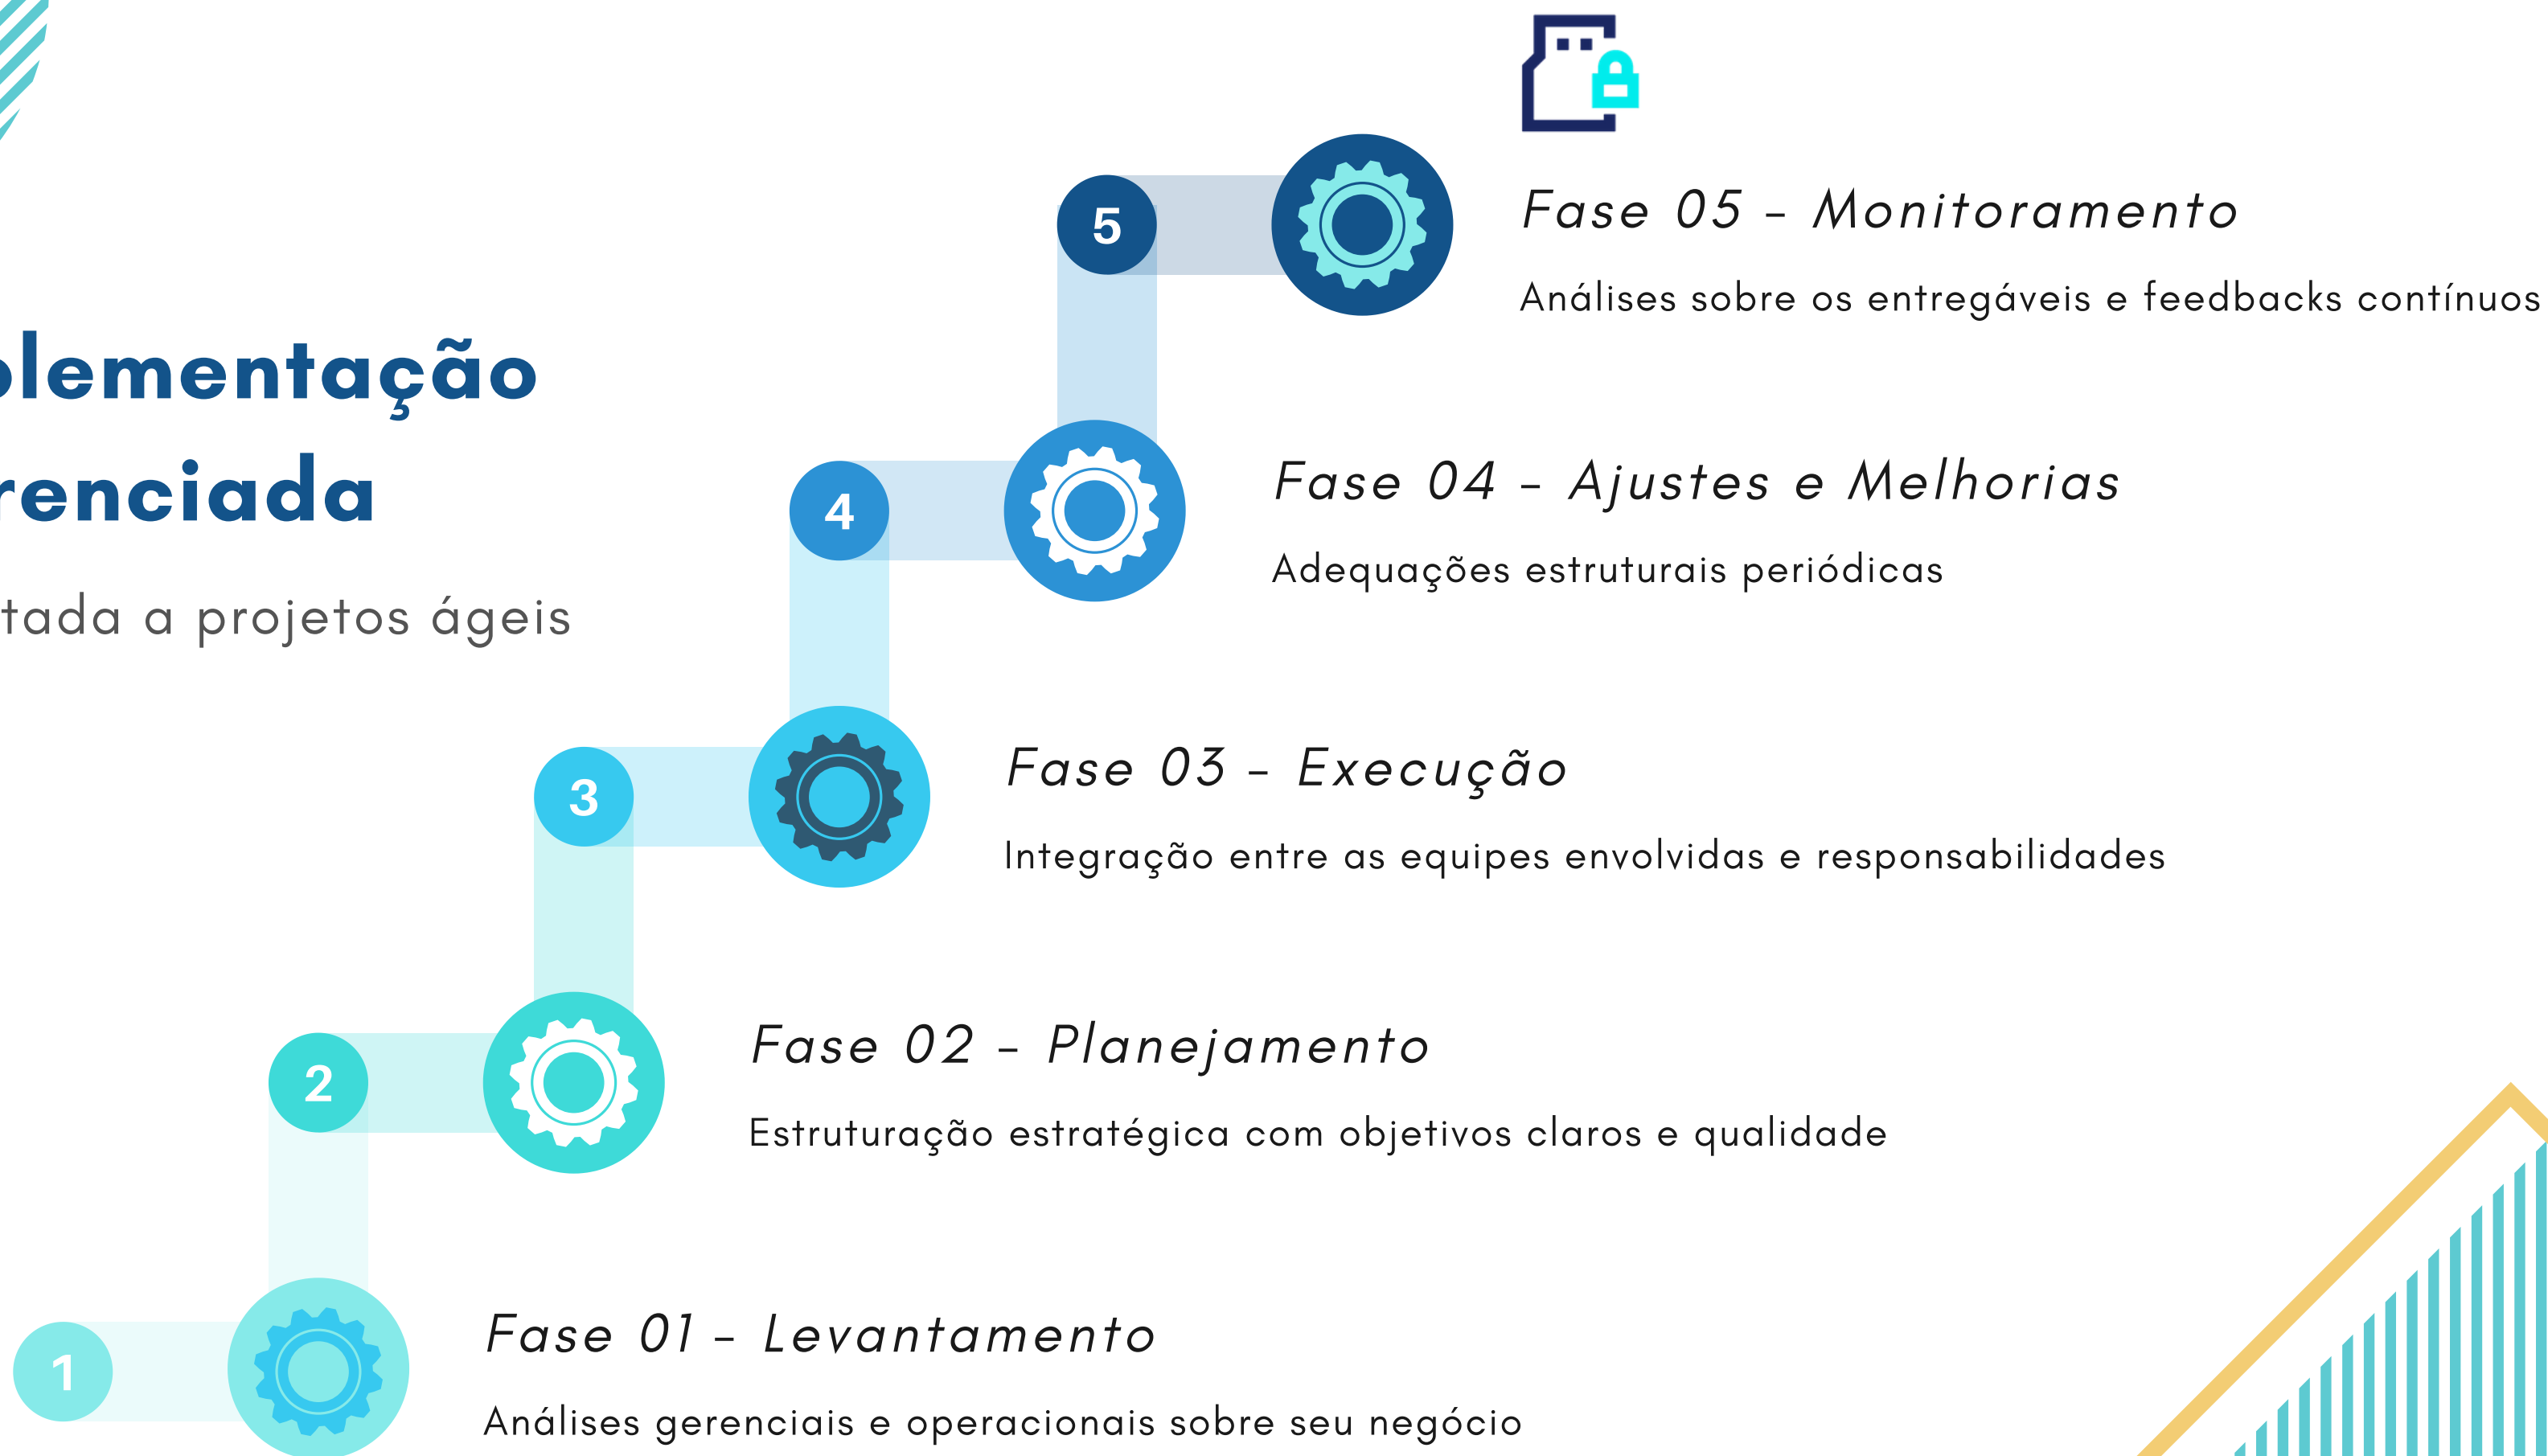 plementação
renciada
tada a projetos ágeis
5
Fase 05 - Monitoramento
Análises sobre os entregáveis e feedbacks contínuos
4
Fase 04 - Ajustes e Melhorias
Adequações estruturais periódicas
3
Fase 03 - Execução
Integração entre as equipes envolvidas e responsabilidades
2
Fase 02 - Planejamento
Estruturação estratégica com objetivos claros e qualidade
1
Fase 01 - Levantamento
Análises gerenciais e operacionais sobre seu negócio